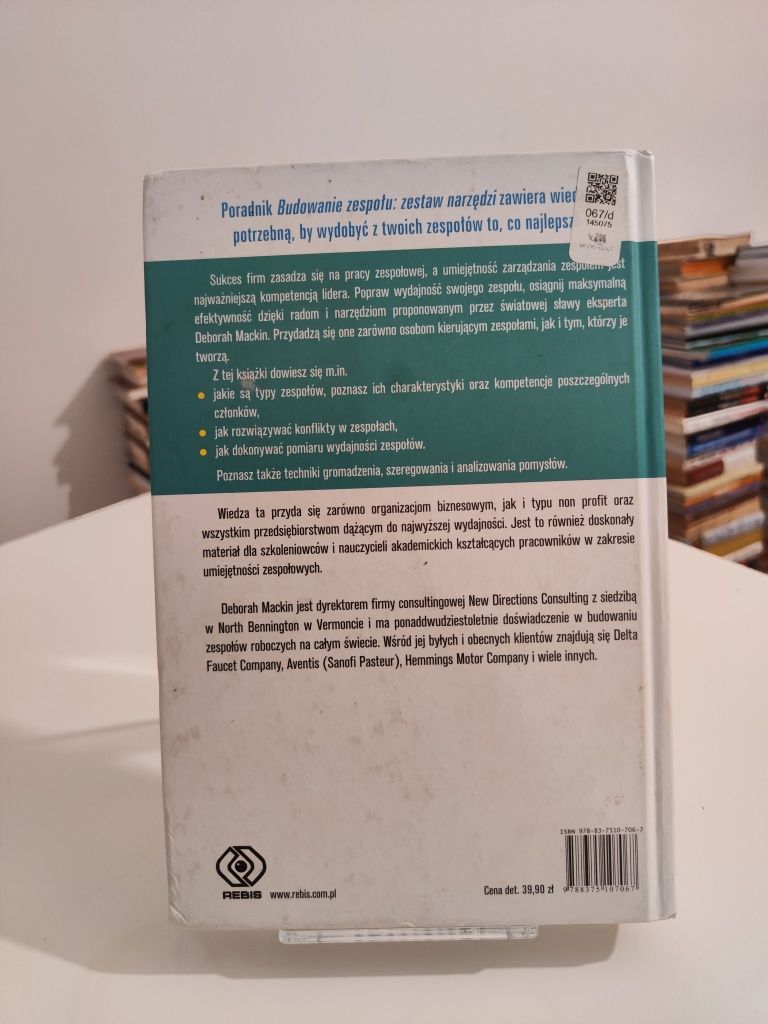 Poradnik Budowanie zespołu: zestaw narzędzi zawiera
potrzebną, by wydobyć z twoich zespołów to, co
067/d
145075
Sukces firm zasadza się na pracy zespołowej, a umiejętność zarządzania zespołem jest
najważniejszą kompetencją lidera. Popraw wydajność swojego zespołu, osiągnij maksymalną
efektywność dzięki radom i narzędziom proponowanym przez światowej sławy eksperta
Deborah Mackin. Przydadzą się one zarówno osobom kierującym zespołami, jak i tym, którzy je
tworzą.
Z tej książki dowiesz się m.in.
• jakie są typy zespołów, poznasz ich charakterystyki oraz kompetencje poszczególnych
członków,
• jak rozwiązywać konflikty w zespołach,
• jak dokonywać pomiaru wydajności zespołów.
Poznasz także techniki gromadzenia, szeregowania i analizowania pomysłów.
Wiedza ta przyda się zarówno organizacjom biznesowym, jak i typu non profit oraz
wszystkim przedsiębiorstwom dążącym do najwyższej wydajności. Jest to również doskonały
materiał dla szkoleniowców i nauczycieli akademickich kształcących pracowników w zakresie
umiejętności zespołowych.
Deborah Mackin jest dyrektorem firmy consultingowej New Directions Consulting z siedzibą
w North Bennington w Vermoncie i ma ponaddwudziestoletnie doświadczenie w budowaniu
zespołów roboczych na całym świecie. Wśród jej byłych i obecnych klientów znajdują się Delta
Faucet Company, Aventis (Sanofi Pasteur), Hemmings Motor Company i wiele innych.
ISBN 978-83-7510-706-7
REBIS www.rebis.com.pl
Cena det. 39,90 zł
9 788375 107067